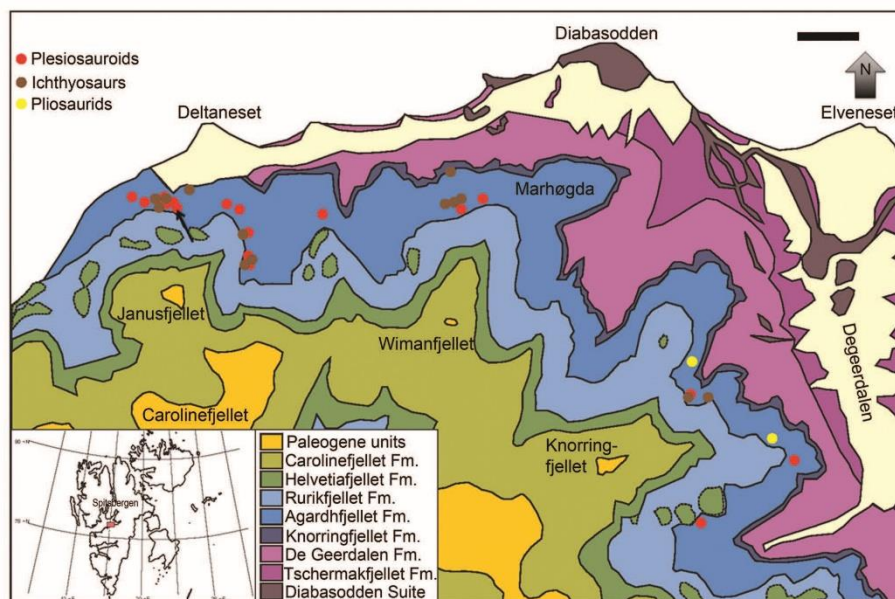 Diabasodden
N
Plesiosauroids
Ichthyosaurs
Pliosaurids
Deltaneset
Elveneset
Marhøgda
Janusfjellet
Wimanfjellet
Degeerdalen
Carolinefjellet
Knorring-
fjellet
Spitsbergen
Paleogene units
Carolinefjellet Fm.
Helvetiafjellet Fm.
Rurikfjellet Fm.
Agardhfjellet Fm.
Knorringfjellet Fm.
De Geerdalen Fm.
Tschermakfjellet Fm.
Diabasodden Suite